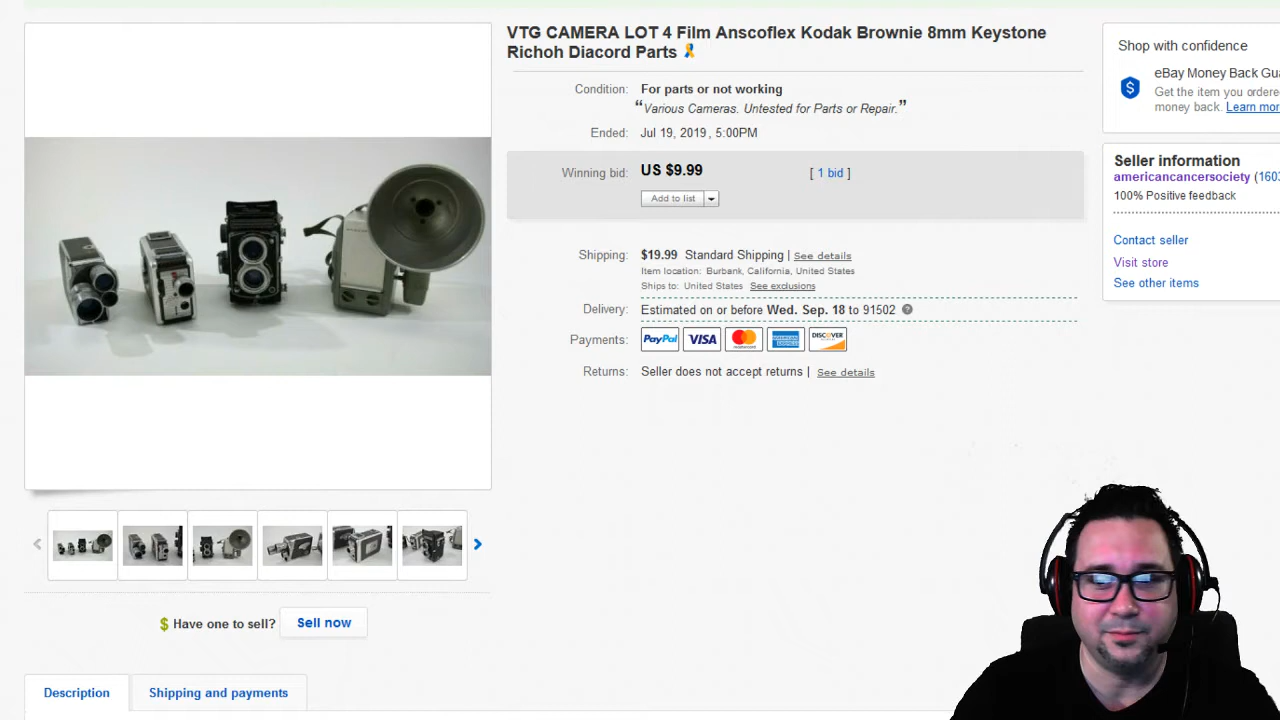 VTG CAMERA LOT 4 Film Anscoflex Kodak Brownie 8mm Keystone
Richoh Diacord Parts
Condition: For parts or not working
“Various Cameras. Untested for Parts or Repair.”
Ended: Jul 19, 2019 , 5:00PM
Winning bid: US $9.99 [ 1 bid ]
Add to list
Shipping: $19.99 Standard Shipping | See details
Item location: Burbank, California, United States
Ships to: United States See exclusions
Delivery: Estimated on or before Wed. Sep. 18 to 91502
Payments: PayPal VISA mastercard AMERICAN EXPRESS DISCOVER
Returns: Seller does not accept returns | See details
Shop with confidence
eBay Money Back Gua
Get the item you ordere
money back. Learn mor
Seller information
americancancersociety (1603
100% Positive feedback
Contact seller
Visit store
See other items
$ Have one to sell? Sell now
Description
Shipping and payments